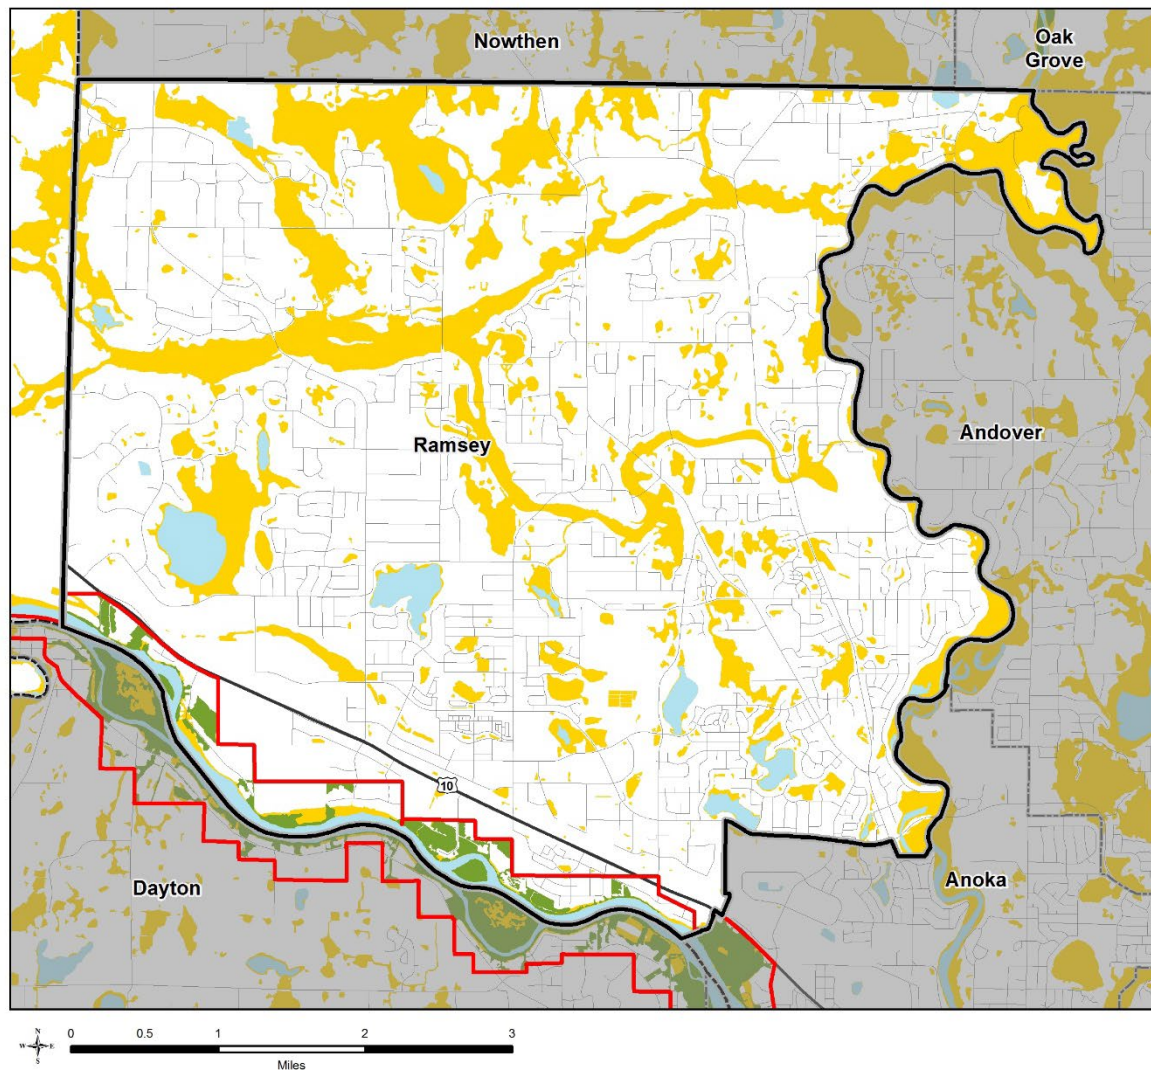 Nowthen
Oak
Grove
Ramsey
Andover
10
Dayton
Anoka
N
W E
S
0 0.5 1 2 3
Miles